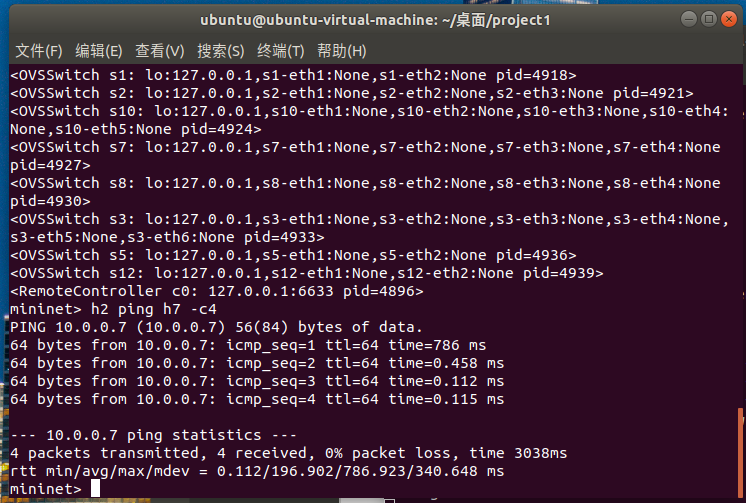 ubuntu@ubuntu-virtual-machine: ~/桌面/project1
文件(F) 编辑(E) 查看(V) 搜索(S) 终端(T) 帮助(H)
<OVSSwitch s1: lo:127.0.0.1,s1-eth1:None,s1-eth2:None pid=4918>
<OVSSwitch s2: lo:127.0.0.1,s2-eth1:None,s2-eth2:None,s2-eth3:None pid=4921>
<OVSSwitch s10: lo:127.0.0.1,s10-eth1:None,s10-eth2:None,s10-eth3:None,s10-eth4:
None,s10-eth5:None pid=4924>
<OVSSwitch s7: lo:127.0.0.1,s7-eth1:None,s7-eth2:None,s7-eth3:None,s7-eth4:None
pid=4927>
<OVSSwitch s8: lo:127.0.0.1,s8-eth1:None,s8-eth2:None,s8-eth3:None,s8-eth4:None
pid=4930>
<OVSSwitch s3: lo:127.0.0.1,s3-eth1:None,s3-eth2:None,s3-eth3:None,s3-eth4:None,
s3-eth5:None,s3-eth6:None pid=4933>
<OVSSwitch s5: lo:127.0.0.1,s5-eth1:None,s5-eth2:None pid=4936>
<OVSSwitch s12: lo:127.0.0.1,s12-eth1:None,s12-eth2:None pid=4939>
<RemoteController c0: 127.0.0.1:6633 pid=4896>
mininet> h2 ping h7 -c4
PING 10.0.0.7 (10.0.0.7) 56(84) bytes of data.
64 bytes from 10.0.0.7: icmp_seq=1 ttl=64 time=786 ms
64 bytes from 10.0.0.7: icmp_seq=2 ttl=64 time=0.458 ms
64 bytes from 10.0.0.7: icmp_seq=3 ttl=64 time=0.112 ms
64 bytes from 10.0.0.7: icmp_seq=4 ttl=64 time=0.115 ms
--- 10.0.0.7 ping statistics ---
4 packets transmitted, 4 received, 0% packet loss, time 3038ms
rtt min/avg/max/mdev = 0.112/196.902/786.923/340.648 ms
mininet>